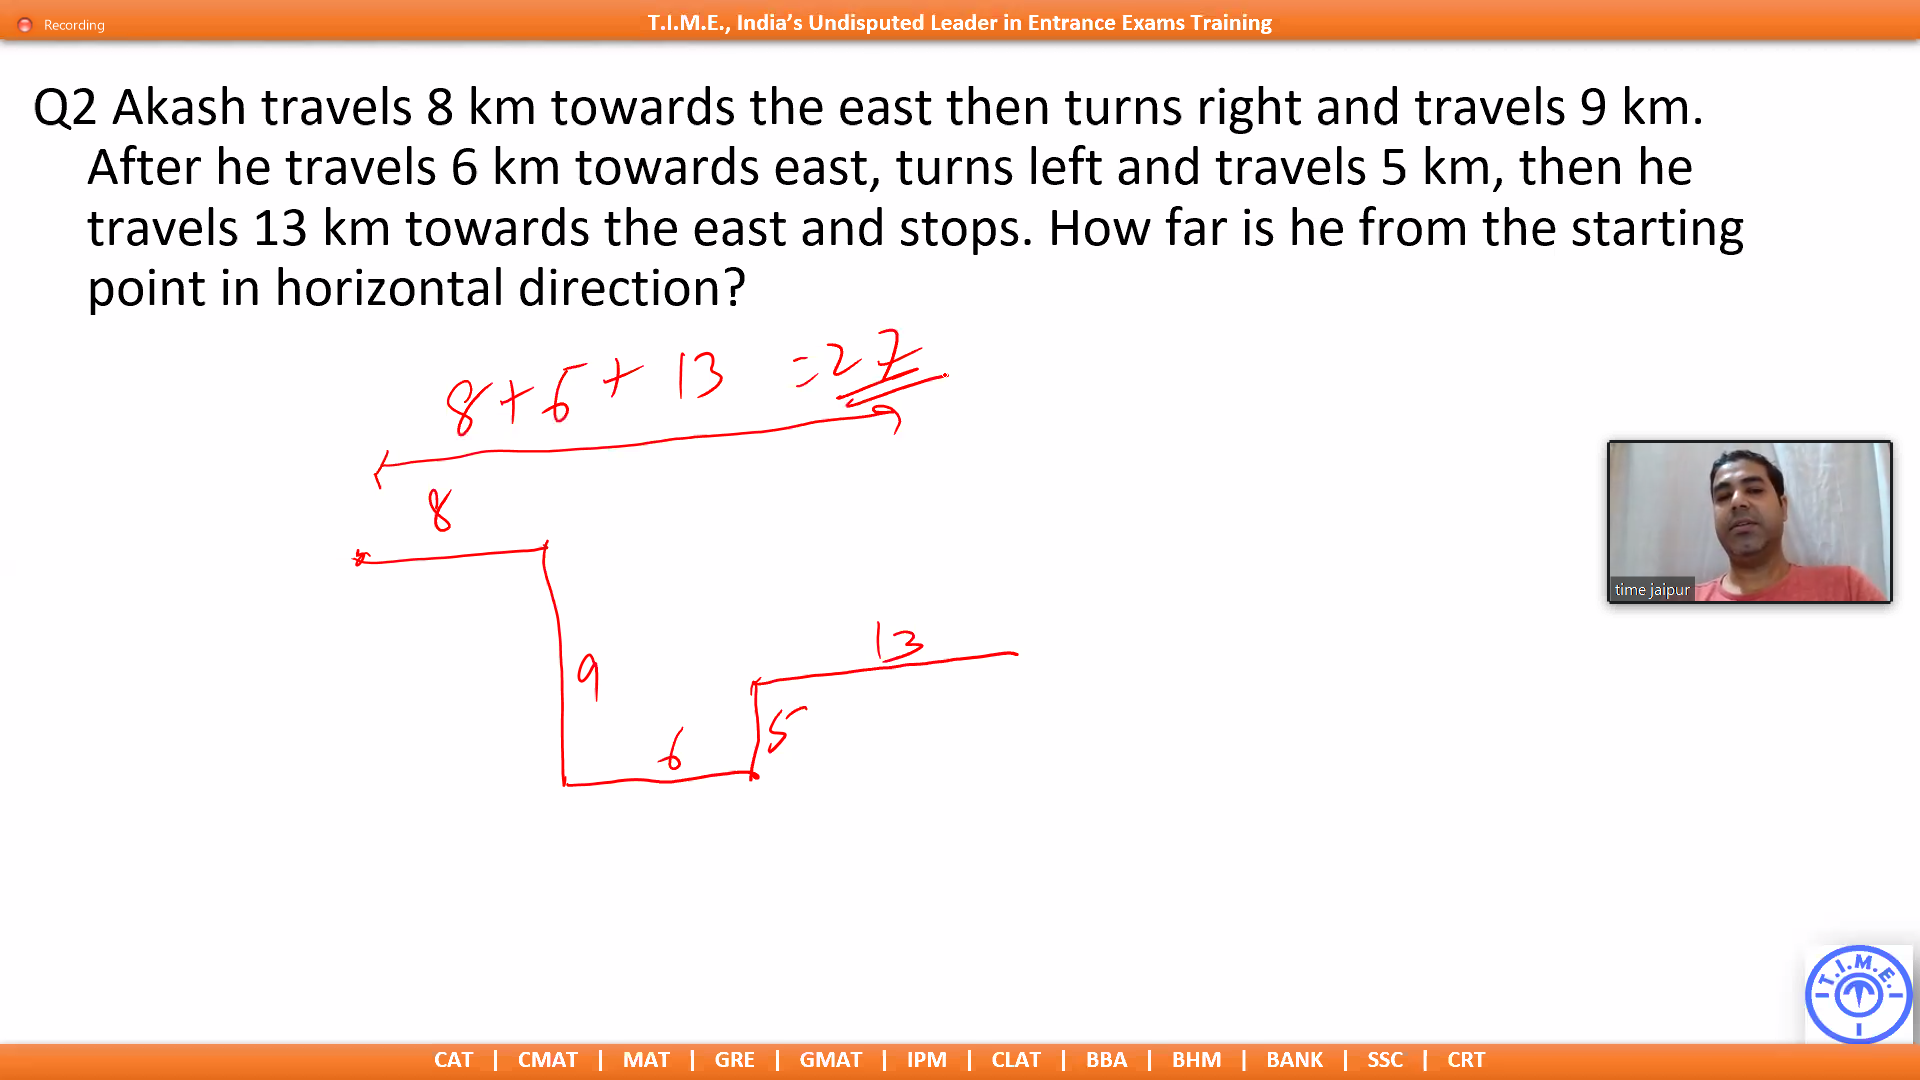 Recording
T.I.M.E., India’s Undisputed Leader in Entrance Exams Training
Q2 Akash travels 8 km towards the east then turns right and travels 9 km.
After he travels 6 km towards east, turns left and travels 5 km, then he
travels 13 km towards the east and stops. How far is he from the starting
point in horizontal direction?
8+6+13 =27
8
9
6
5
13
time jaipur
T.I.M.E.
CAT | CMAT | MAT | GRE | GMAT | IPM | CLAT | BBA | BHM | BANK | SSC | CRT